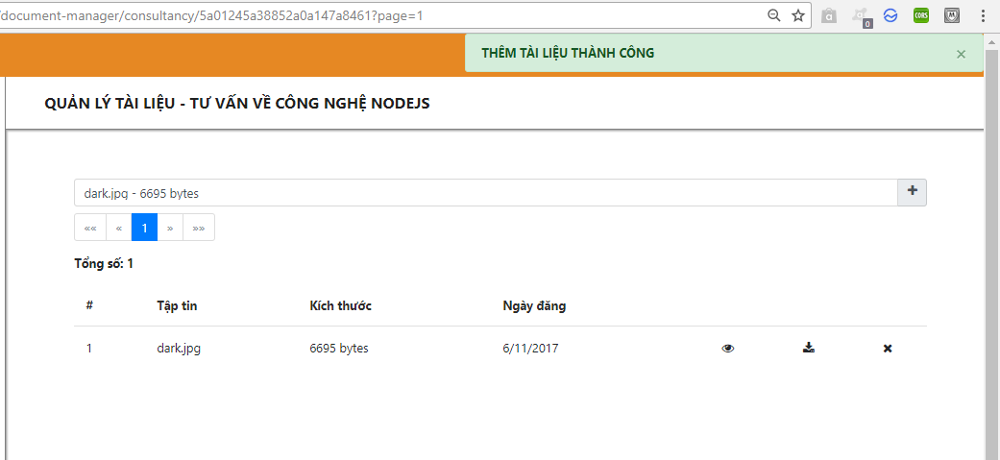 /document-manager/consultancy/5a01245a38852a0a147a8461?page=1
0
CORS
THÊM TÀI LIỆU THÀNH CÔNG ×
QUẢN LÝ TÀI LIỆU - TƯ VẤN VỀ CÔNG NGHỆ NODEJS
dark.jpg - 6695 bytes +
«« « 1 » »»
Tổng số: 1
# Tập tin Kích thước Ngày đăng
1 dark.jpg 6695 bytes 6/11/2017